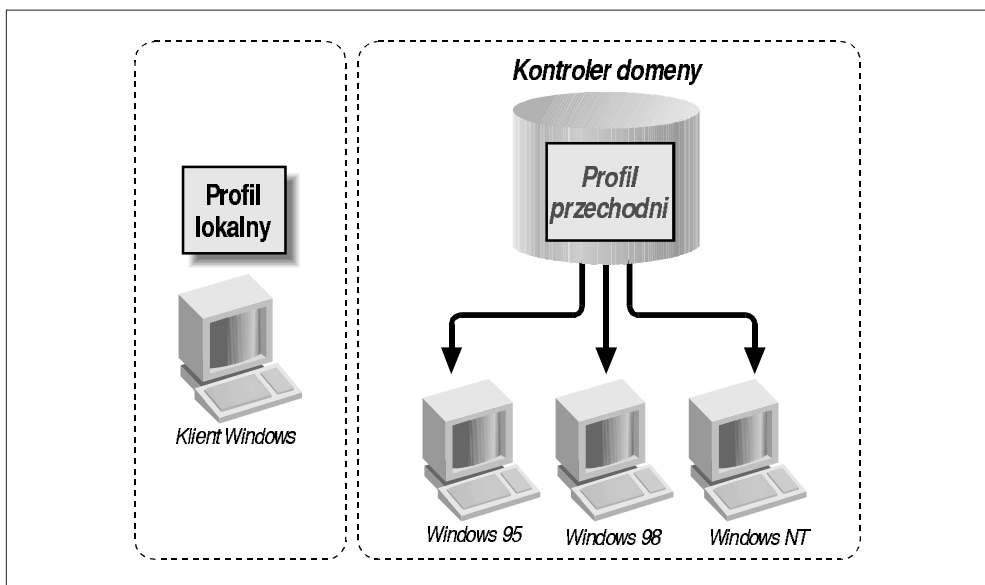 Profil
lokalny
Klient Windows
Kontroler domeny
Profil
przechodni
Windows 95
Windows 98
Windows NT